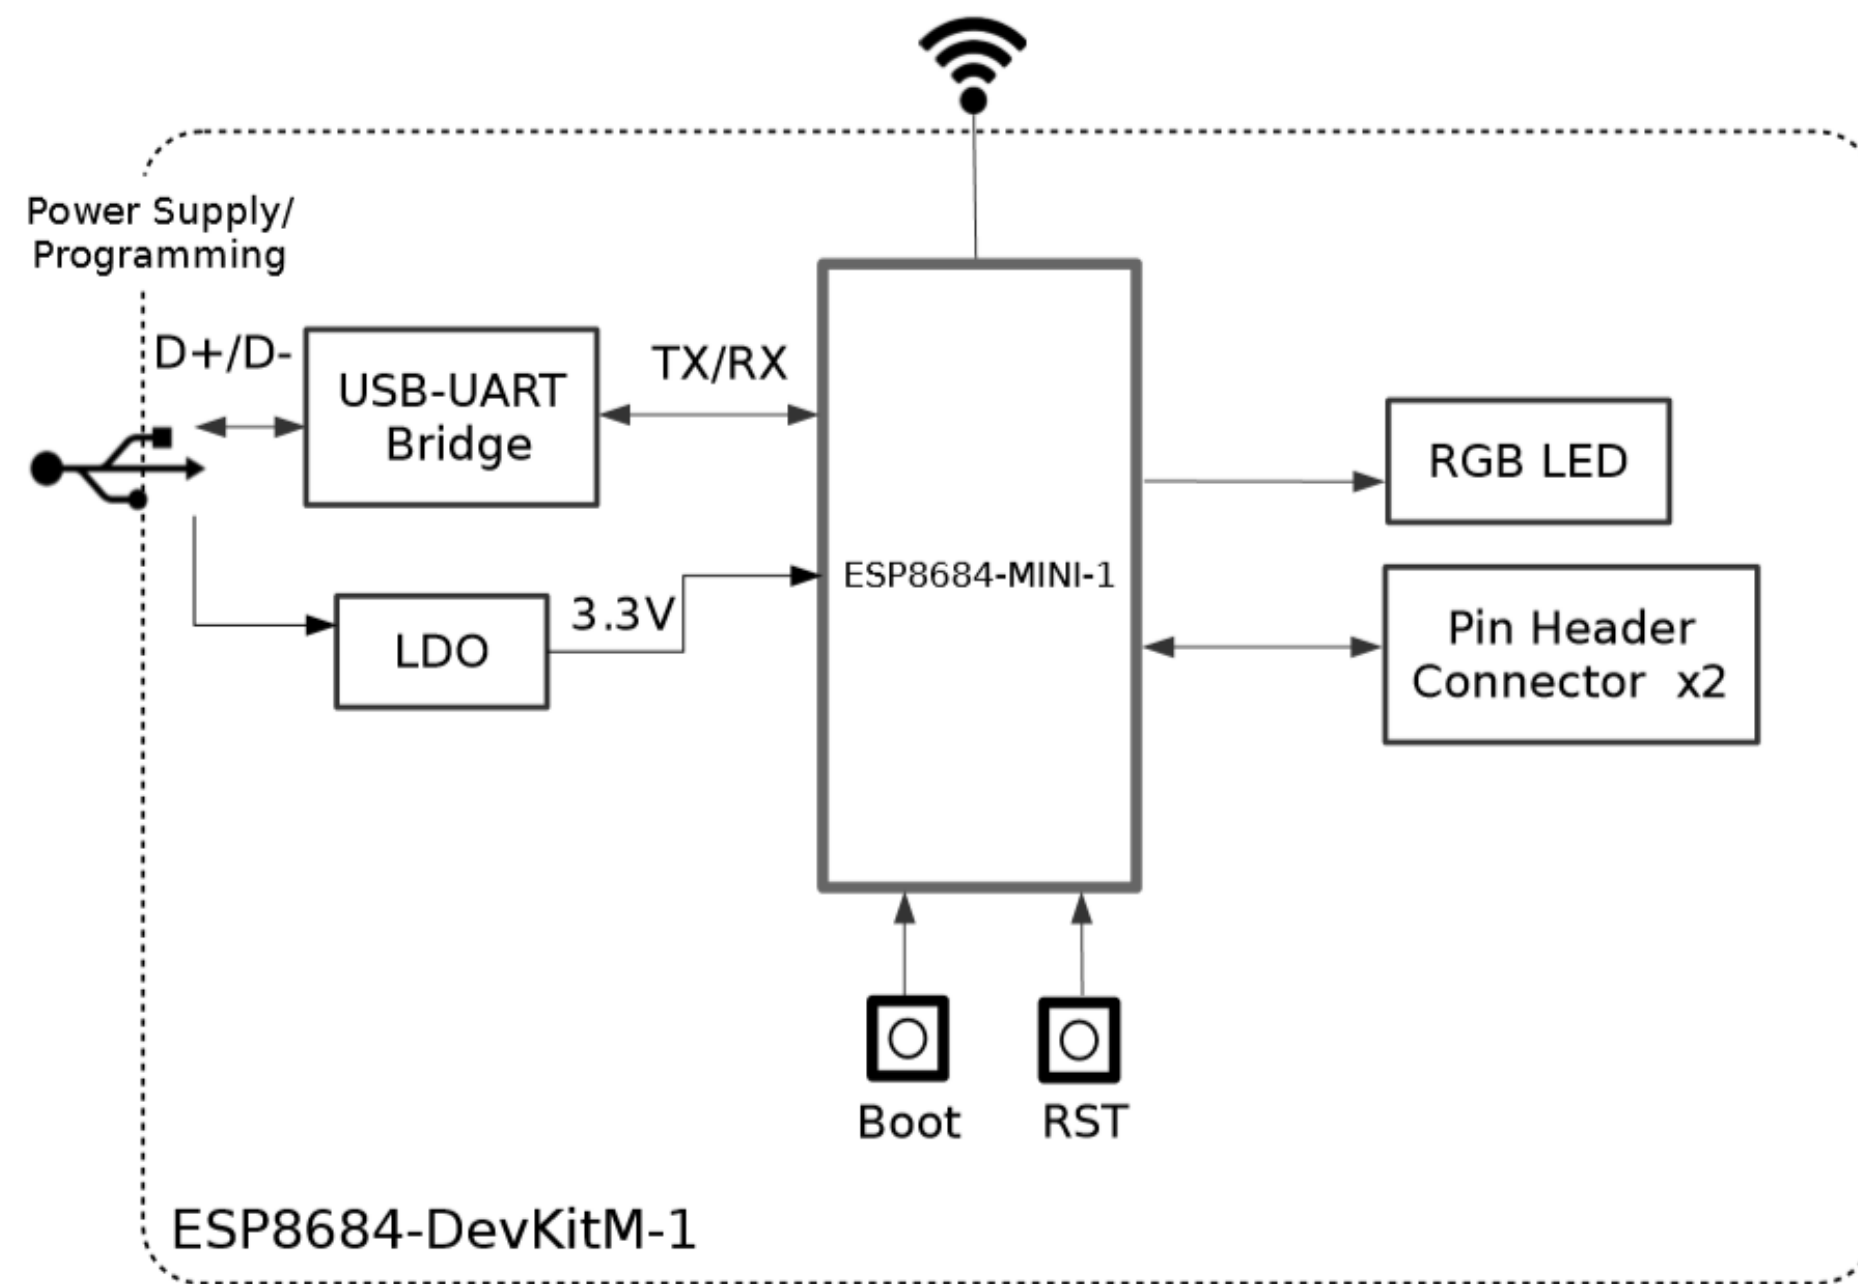 Power Supply/
Programming
D+/D-
USB-UART
Bridge
TX/RX
LDO
3.3V
ESP8684-MINI-1
RGB LED
Pin Header
Connector x2
Boot
RST
ESP8684-DevKitM-1